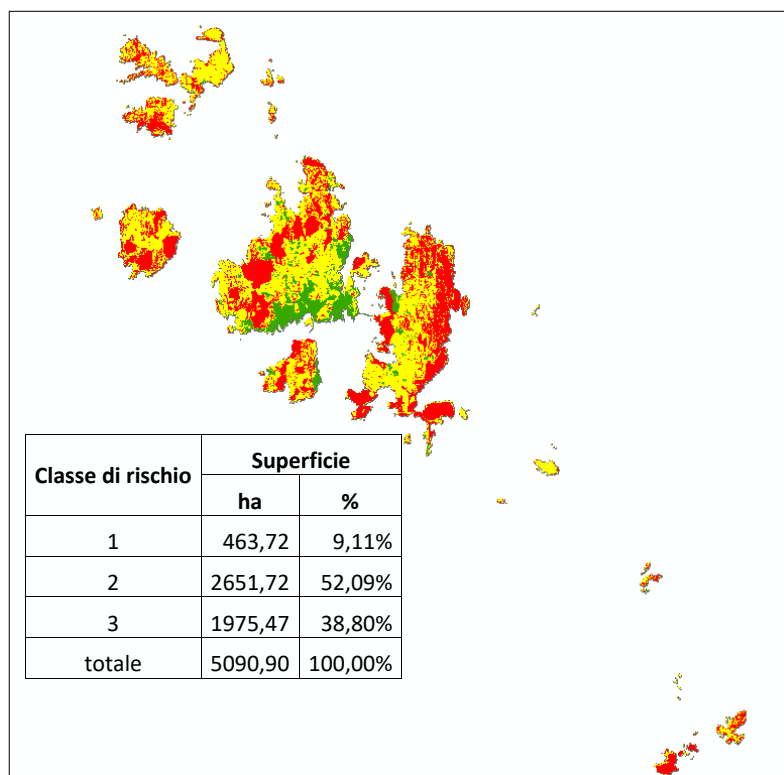 Classe di rischio Superficie
ha %
1 463,72 9,11%
2 2651,72 52,09%
3 1975,47 38,80%
totale 5090,90 100,00%